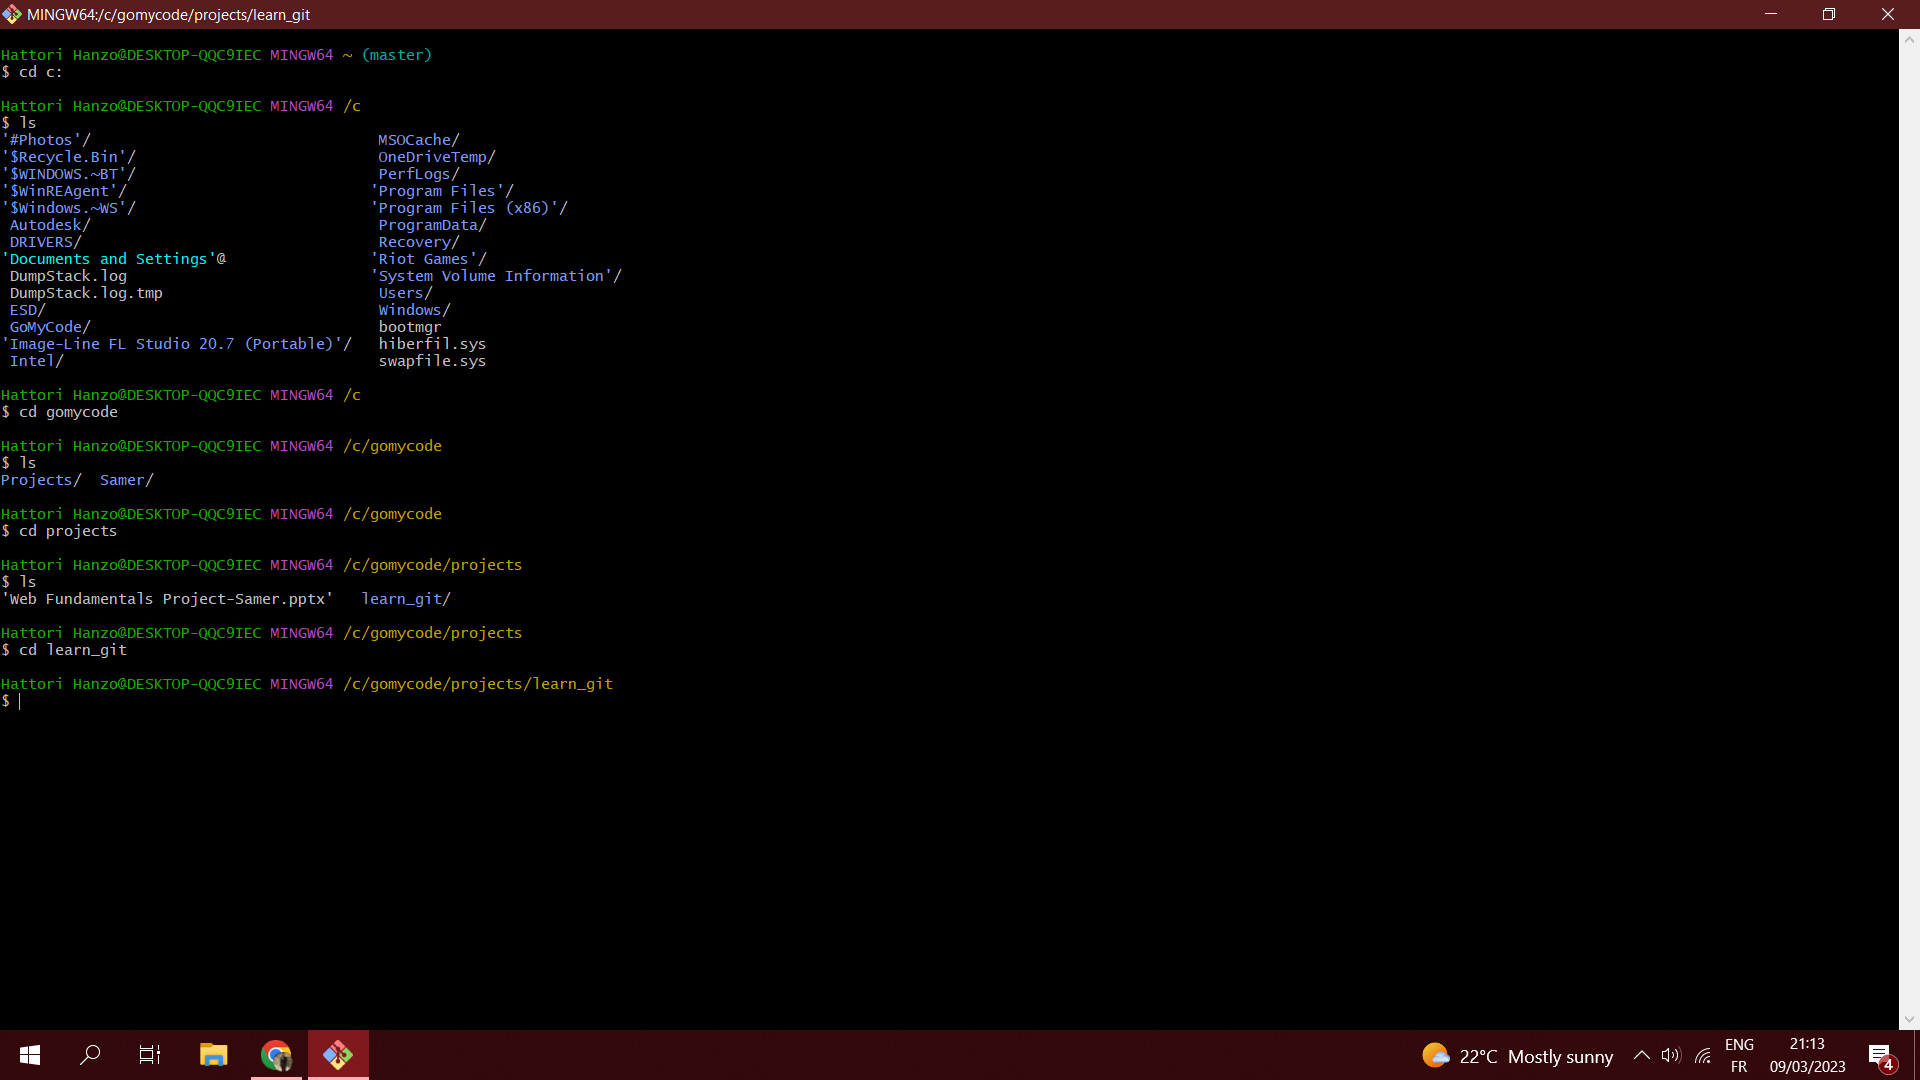 MINGW64:/c/gomycode/projects/learn_git
Hattori Hanzo@DESKTOP-QQC9IEC MINGW64 ~ (master)
$ cd c:
Hattori Hanzo@DESKTOP-QQC9IEC MINGW64 /c
$ ls
'#Photos'/ MSOCache/
'$Recycle.Bin'/ OneDriveTemp/
'$WINDOWS.~BT'/ PerfLogs/
'$WinREAgent'/ 'Program Files'/
'$Windows.~WS'/ 'Program Files (x86)'/
Autodesk/ ProgramData/
DRIVERS/ Recovery/
'Documents and Settings'@ 'Riot Games'/
DumpStack.log 'System Volume Information'/
DumpStack.log.tmp Users/
ESD/ Windows/
GoMyCode/ bootmgr
'Image-Line FL Studio 20.7 (Portable)'/ hiberfil.sys
Intel/ swapfile.sys
Hattori Hanzo@DESKTOP-QQC9IEC MINGW64 /c
$ cd gomycode
Hattori Hanzo@DESKTOP-QQC9IEC MINGW64 /c/gomycode
$ ls
Projects/ Samer/
Hattori Hanzo@DESKTOP-QQC9IEC MINGW64 /c/gomycode
$ cd projects
Hattori Hanzo@DESKTOP-QQC9IEC MINGW64 /c/gomycode/projects
$ ls
'Web Fundamentals Project-Samer.pptx' learn_git/
Hattori Hanzo@DESKTOP-QQC9IEC MINGW64 /c/gomycode/projects
$ cd learn_git
Hattori Hanzo@DESKTOP-QQC9IEC MINGW64 /c/gomycode/projects/learn_git
$
22°C Mostly sunny
ENG
FR
21:13
09/03/2023
4